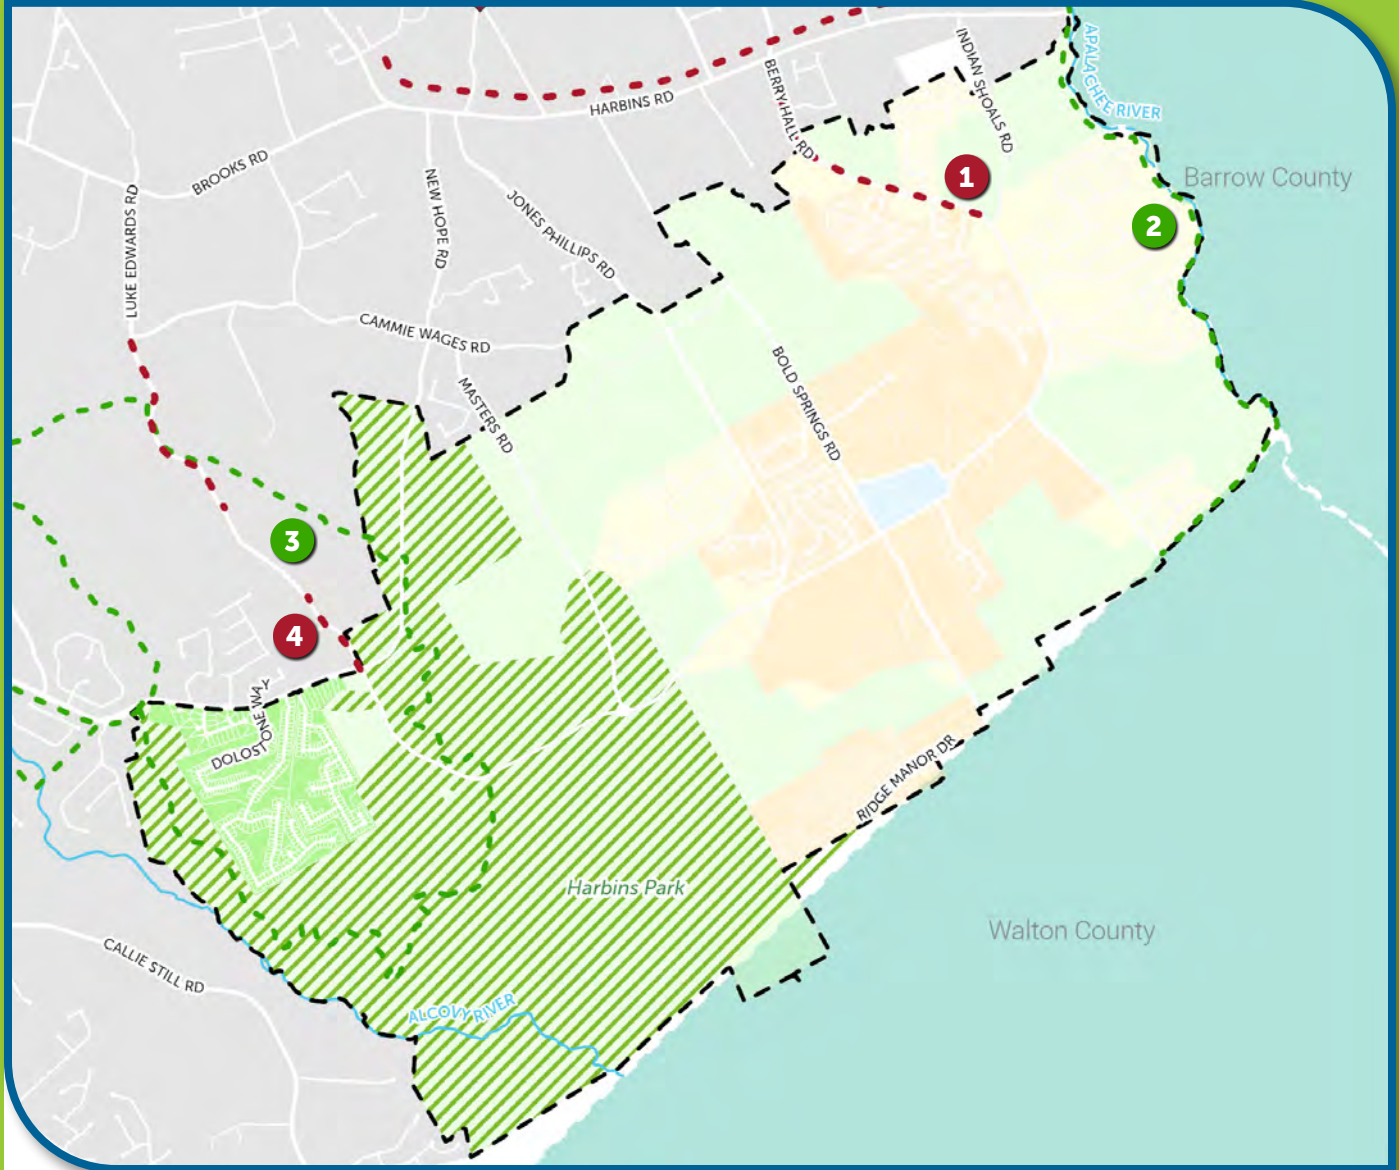 APALACHEE RIVER
INDIAN SHOALS RD
BERRY HALL RD
HARBINS RD
BROOKS RD
1
Barrow County
NEW HOPE RD
LUKE EDWARDS RD
JONES PHILLIPS RD
2
CAMMIE WAGES RD
BOLD SPRINGS RD
MASTERS RD
3
4
DOLOSTONE WAY
RIDGE MANOR DR
Harbins Park
Walton County
CALLIE STILL RD
ALCOVY RIVER